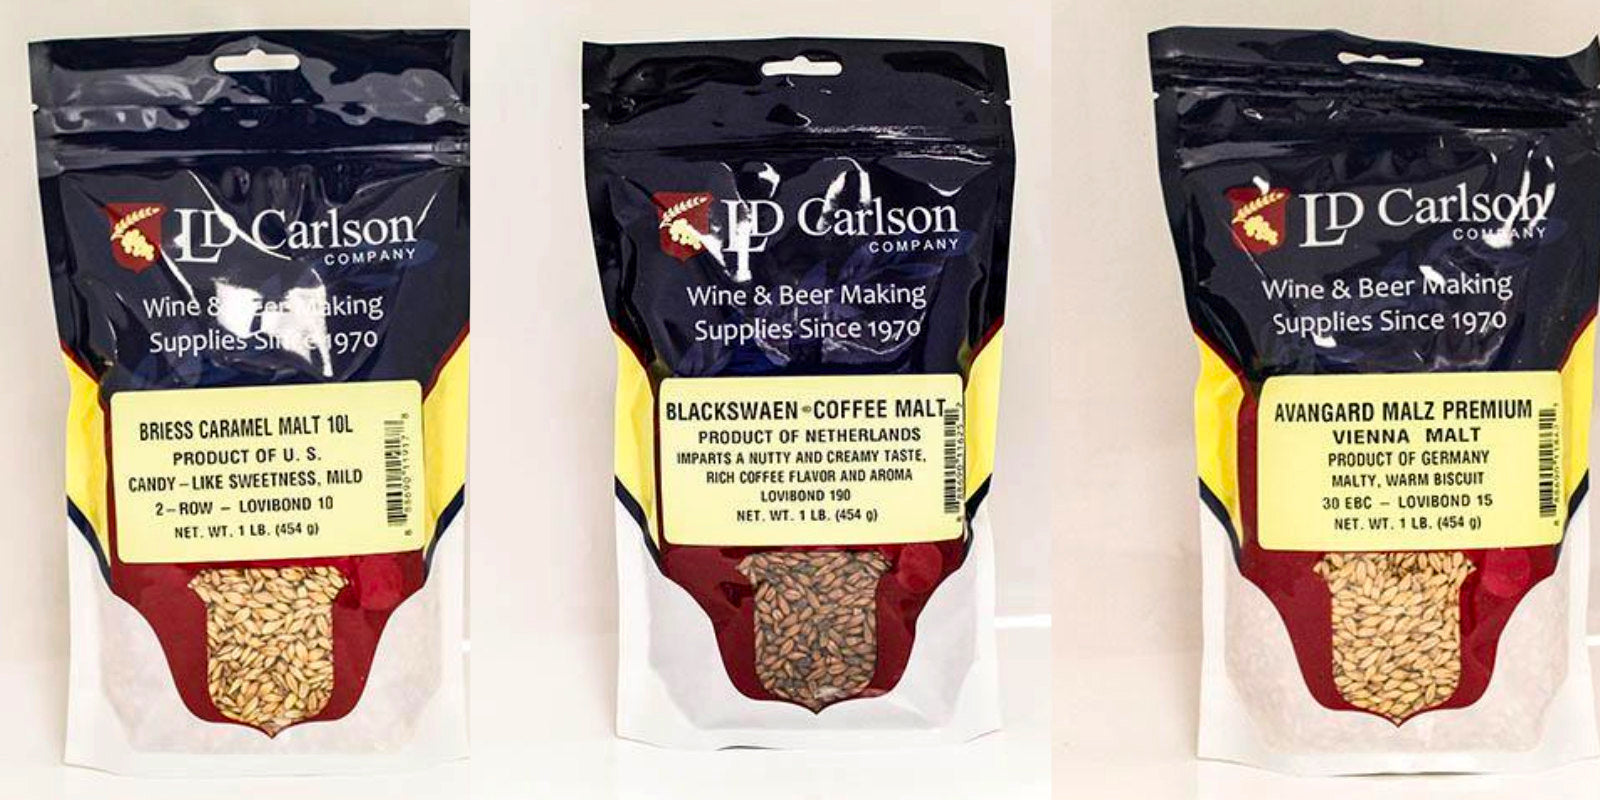 LD Carlson
COMPANY
Wine & Beer Making
Supplies Since 1970
BRIESS CARAMEL MALT 10L
PRODUCT OF U. S.
CANDY-LIKE SWEETNESS, MILD
2-ROW - LOVIBOND 10
NET. WT. 1 LB. (454 g)
LD Carlson
COMPANY
Wine & Beer Making
Supplies Since 1970
BLACKSWAEN® COFFEE MALT
PRODUCT OF NETHERLANDS
IMPARTS A NUTTY AND CREAMY TASTE,
RICH COFFEE FLAVOR AND AROMA
LOVIBOND 190
NET. WT. 1 LB. (454 g)
LD Carlson
COMPANY
Wine & Beer Making
Supplies Since 1970
AVANGARD MALZ PREMIUM
VIENNA MALT
PRODUCT OF GERMANY
MALTY, WARM BISCUIT
30 EBC - LOVIBOND 15
NET. WT. 1 LB. (454 g)